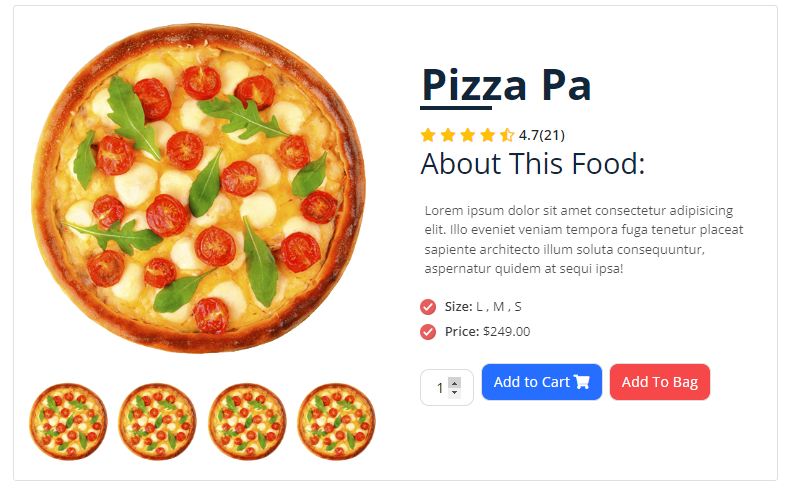 Pizza Pa
4.7(21)
About This Food:
Lorem ipsum dolor sit amet consectetur adipisicing
elit. Illo eveniet veniam tempora fuga tenetur placeat
sapiente architecto illum soluta consequuntur,
aspernatur quidem at sequi ipsa!
Size: L , M , S
Price: $249.00
1 Add to Cart Add To Bag